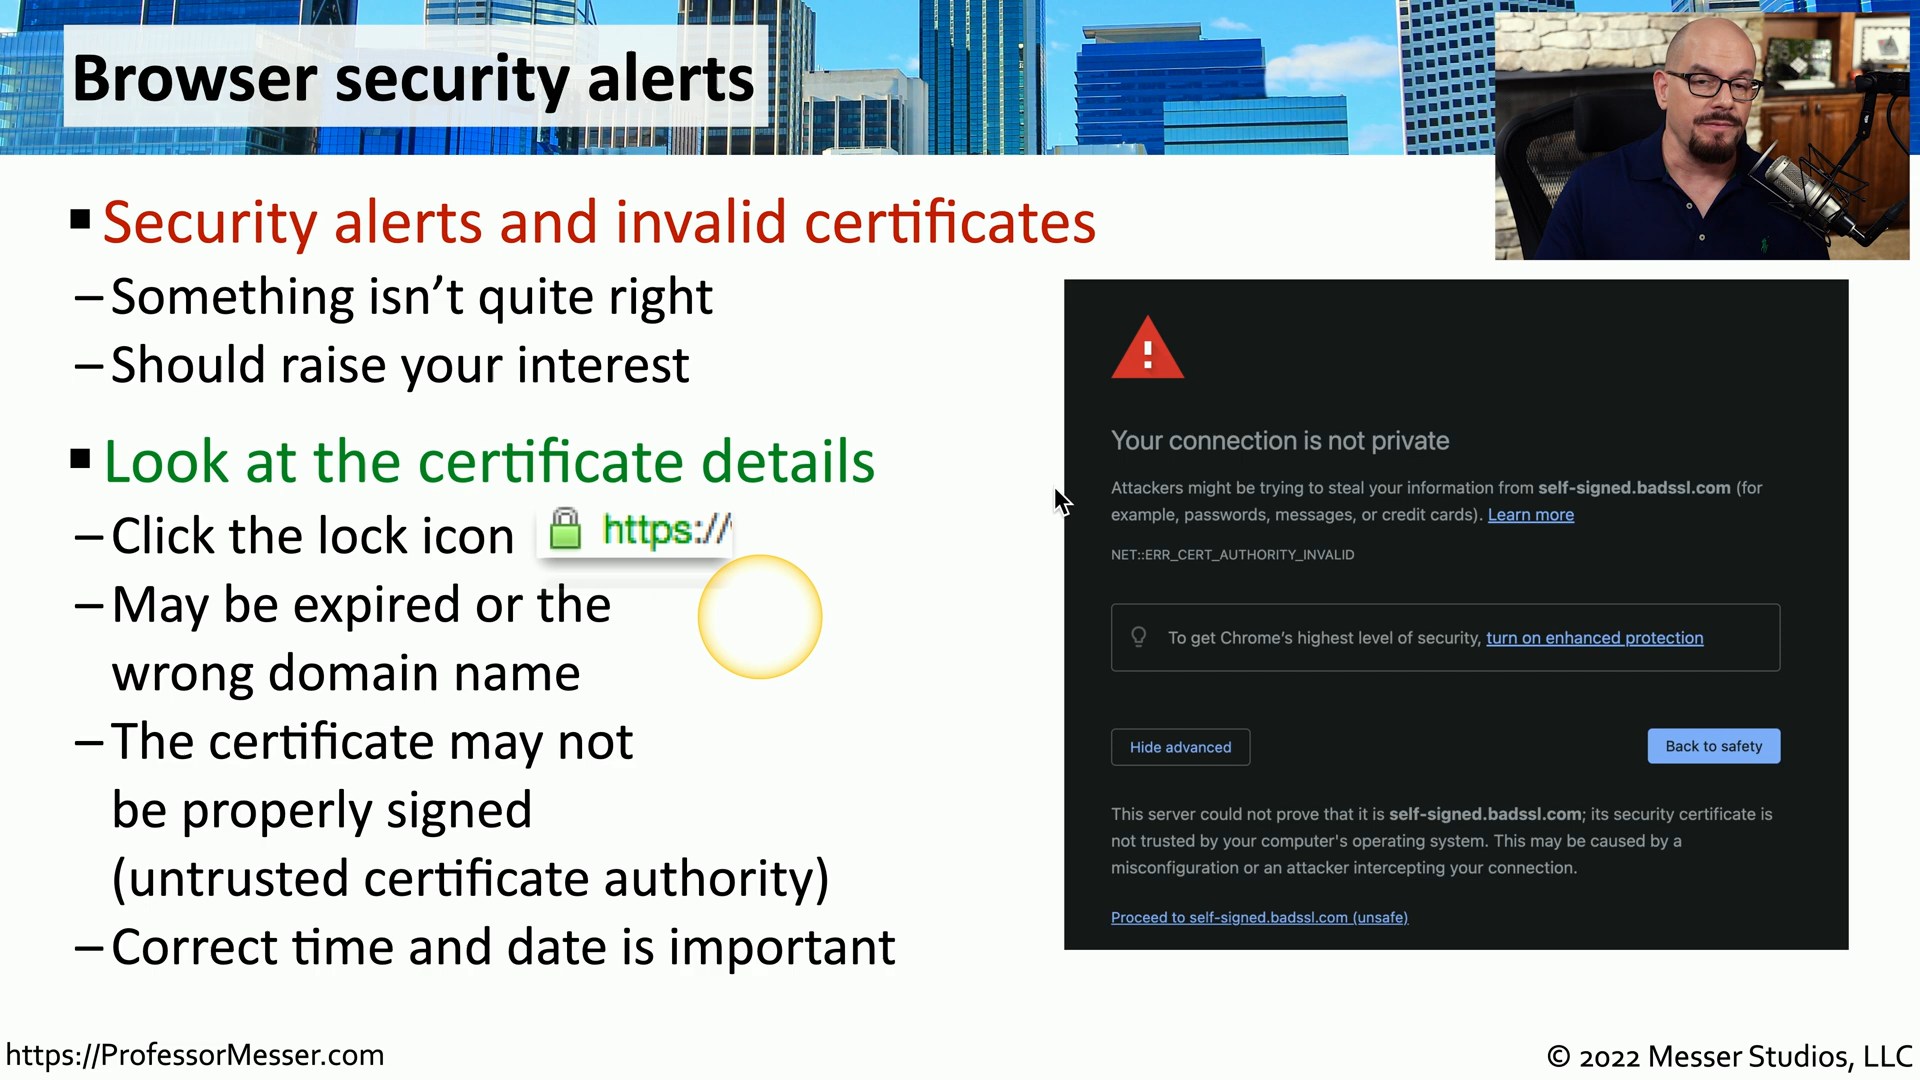 Browser security alerts
Security alerts and invalid certificates
–Something isn’t quite right
–Should raise your interest
Look at the certificate details
–Click the lock icon
https://
–May be expired or the
wrong domain name
–The certificate may not
be properly signed
(untrusted certificate authority)
–Correct time and date is important
!
Your connection is not private
Attackers might be trying to steal your information from self-signed.badssl.com (for
example, passwords, messages, or credit cards). Learn more
NET::ERR_CERT_AUTHORITY_INVALID
To get Chrome’s highest level of security, turn on enhanced protection
Hide advanced
Back to safety
This server could not prove that it is self-signed.badssl.com; its security certificate is
not trusted by your computer's operating system. This may be caused by a
misconfiguration or an attacker intercepting your connection.
Proceed to self-signed.badssl.com (unsafe)
https://ProfessorMesser.com
© 2022 Messer Studios, LLC